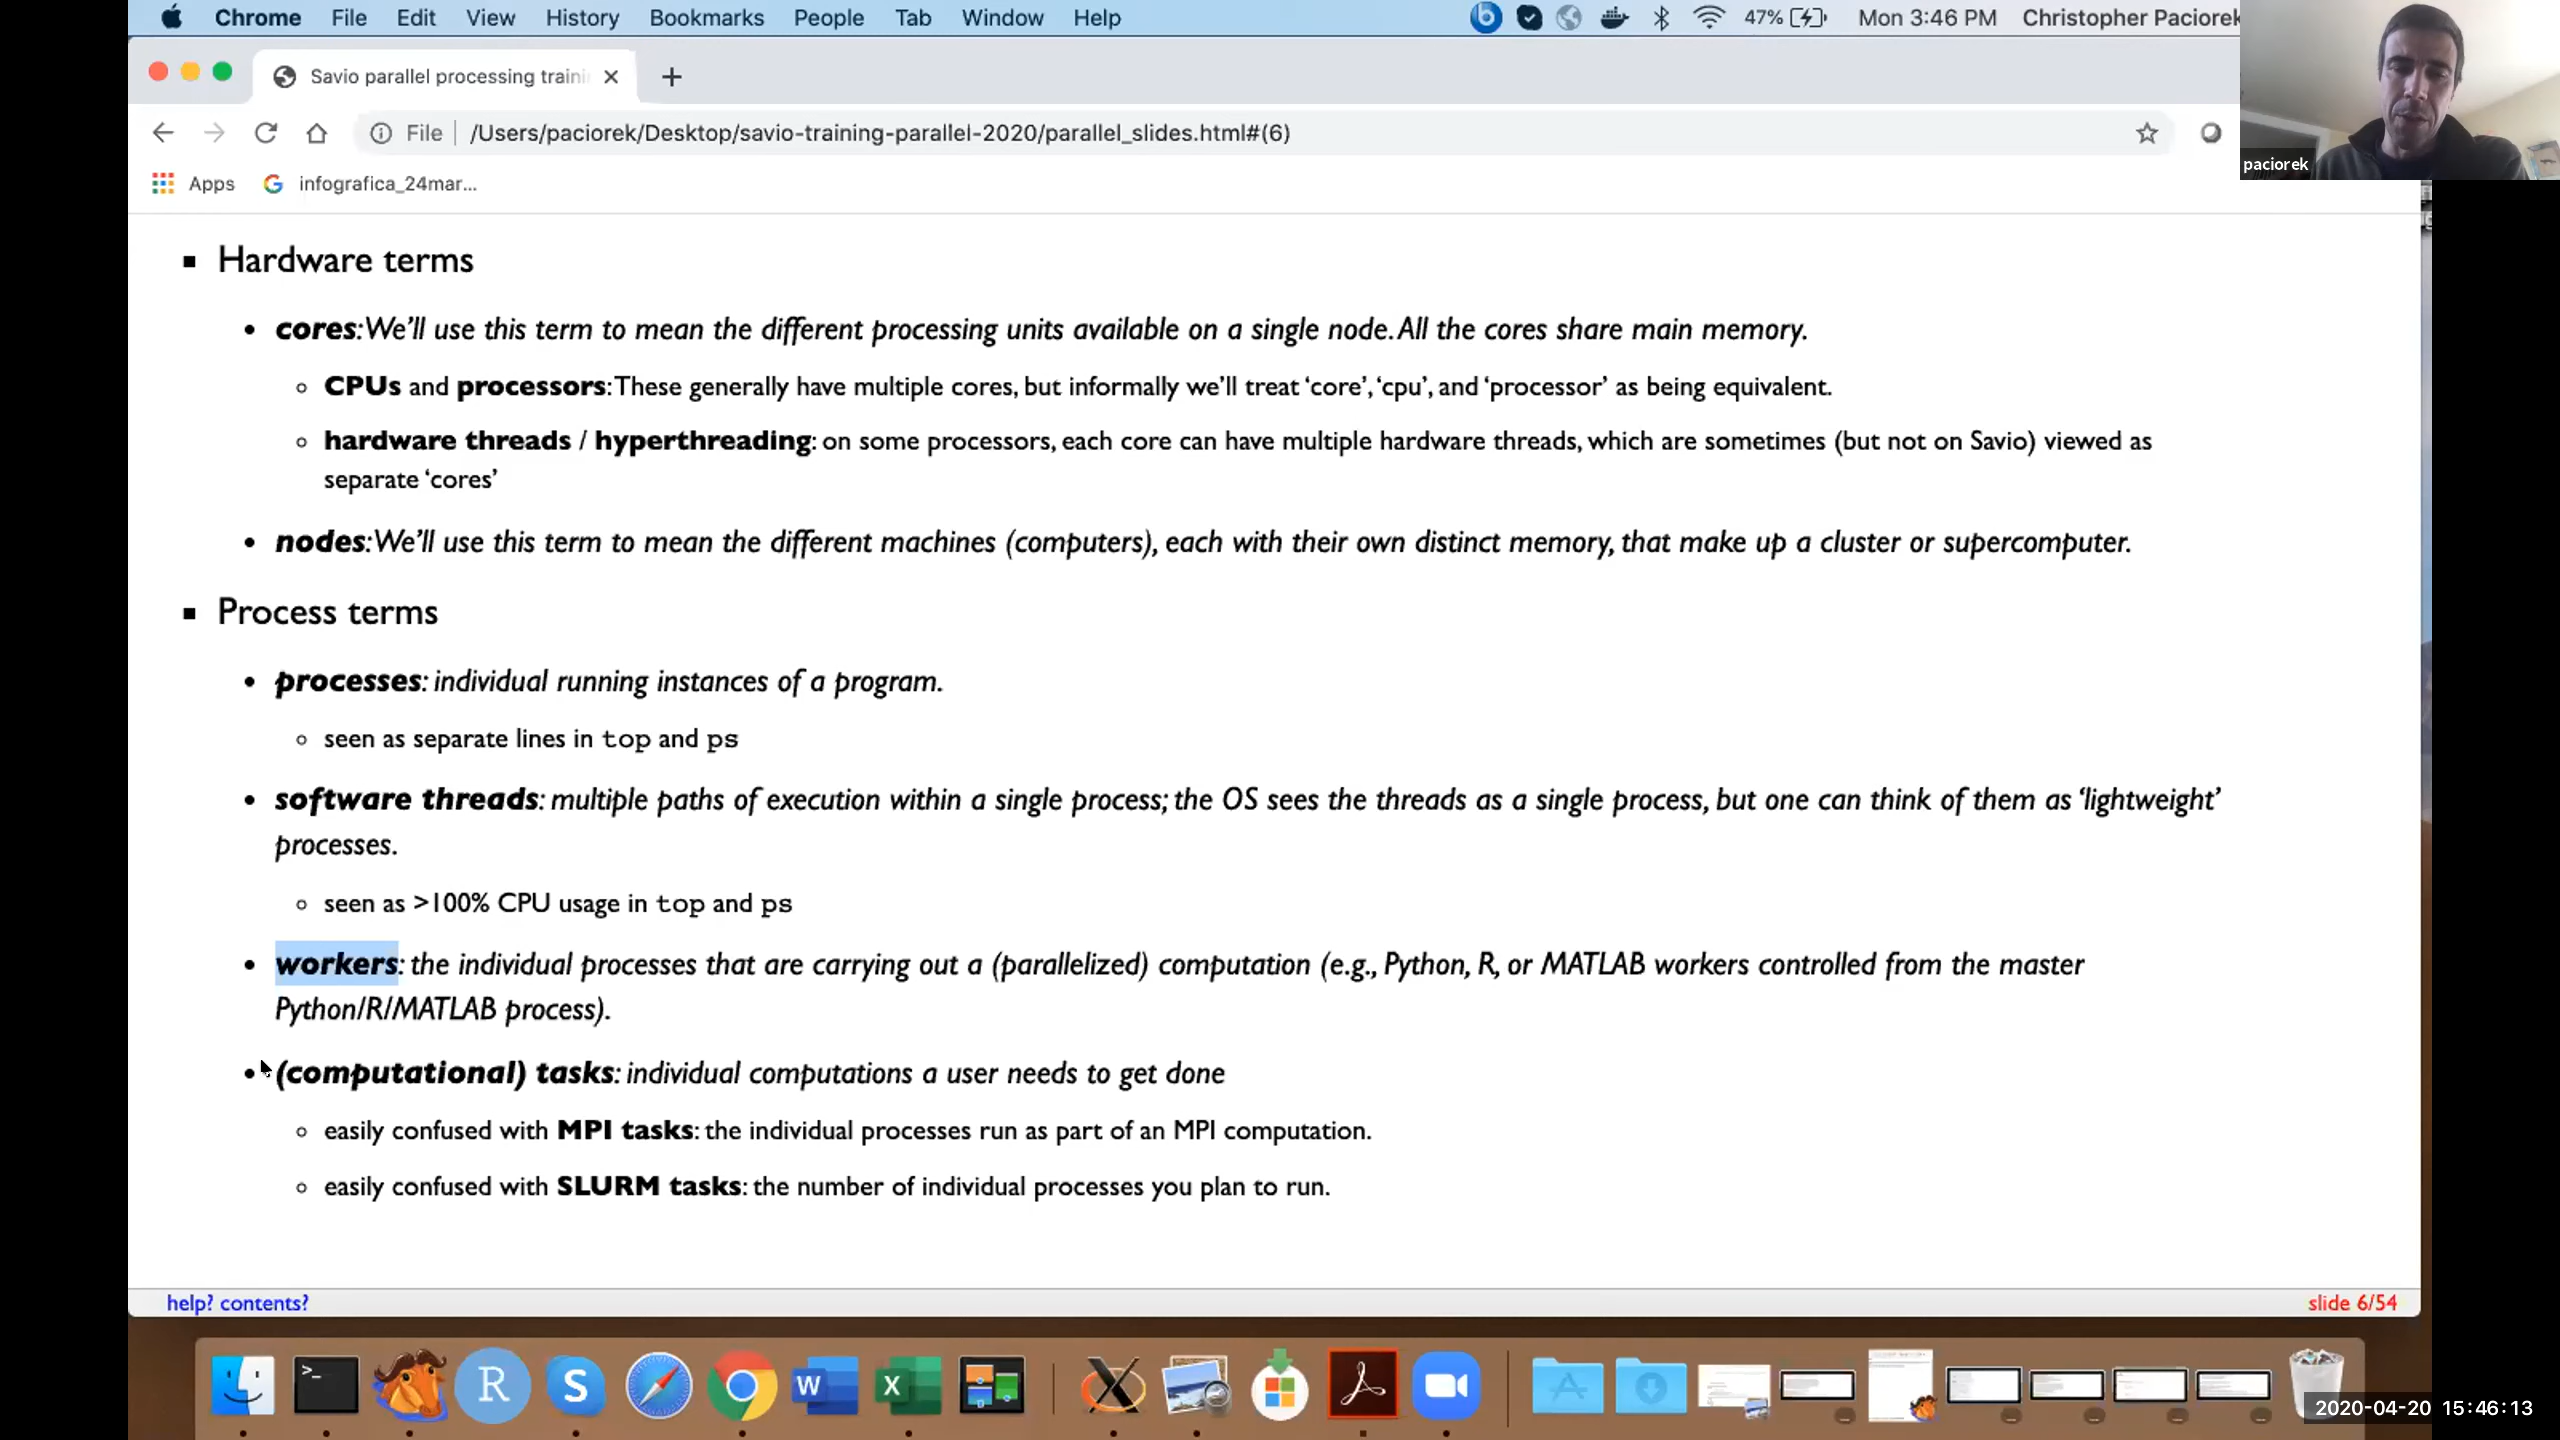 Chrome File Edit View History Bookmarks People Tab Window Help 47% Mon 3:46 PM Christopher Paciorek
Savio parallel processing traini
File /Users/paciorek/Desktop/savio-training-parallel-2020/parallel_slides.html#(6)
paciorek
Apps infografica_24mar...
Hardware terms
cores: We’ll use this term to mean the different processing units available on a single node. All the cores share main memory.
CPUs and processors: These generally have multiple cores, but informally we’ll treat ‘core’, ‘cpu’, and ‘processor’ as being equivalent.
hardware threads / hyperthreading: on some processors, each core can have multiple hardware threads, which are sometimes (but not on Savio) viewed as
separate ‘cores’
nodes: We’ll use this term to mean the different machines (computers), each with their own distinct memory, that make up a cluster or supercomputer.
Process terms
processes: individual running instances of a program.
seen as separate lines in top and ps
software threads: multiple paths of execution within a single process; the OS sees the threads as a single process, but one can think of them as ‘lightweight’
processes.
seen as >100% CPU usage in top and ps
workers: the individual processes that are carrying out a (parallelized) computation (e.g., Python, R, or MATLAB workers controlled from the master
Python/R/MATLAB process).
(computational) tasks: individual computations a user needs to get done
easily confused with MPI tasks: the individual processes run as part of an MPI computation.
easily confused with SLURM tasks: the number of individual processes you plan to run.
help? contents? slide 6/54
2020-04-20 15:46:13